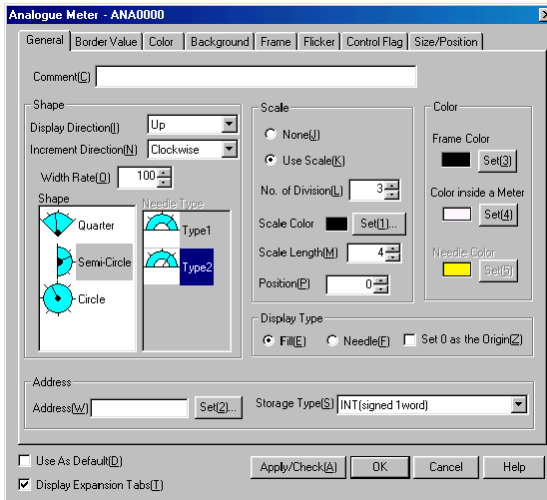 Analogue Meter - ANA0000
General Border Value Color Background Frame Flicker Control Flag Size/Position
Comment(C)
Shape
Display Direction(I) Up
Increment Direction(N) Clockwise
Width Rate(O) 100
Shape Needle Type
Quarter Type1
Semi-Circle Type2
Circle
Scale
None(J)
Use Scale(K)
No. of Division(L) 3
Scale Color Set(1)...
Scale Length(M) 4
Position(P) 0
Color
Frame Color
Set(3)
Color inside a Meter
Set(4)
Needle Color
Set(5)
Display Type
Fill(E) Needle(F) Set 0 as the Origin(Z)
Address
Address(W) Set(2)... Storage Type(S) INT(signed 1word)
Use As Default(D)
Display Expansion Tabs(T)
Apply/Check(A) OK Cancel Help